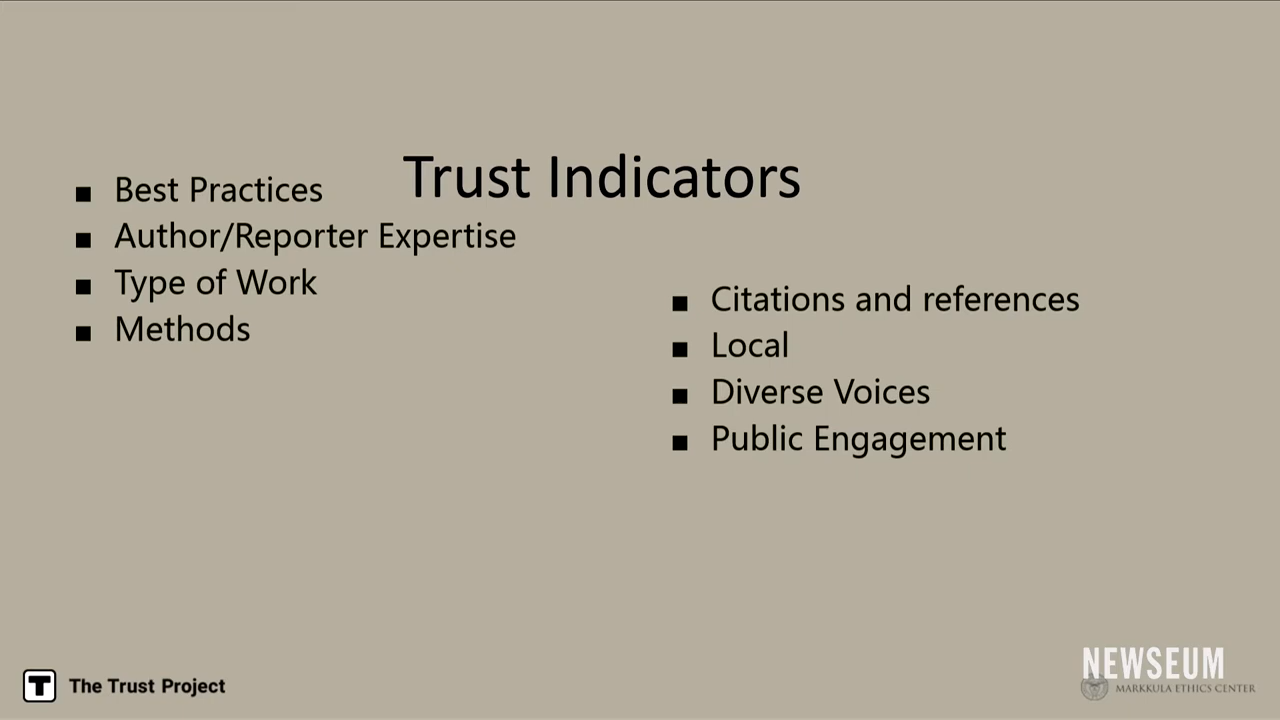 Trust Indicators
Best Practices
Author/Reporter Expertise
Type of Work
Methods
Citations and references
Local
Diverse Voices
Public Engagement
The Trust Project
NEWSEUM
MARKKULA ETHICS CENTER